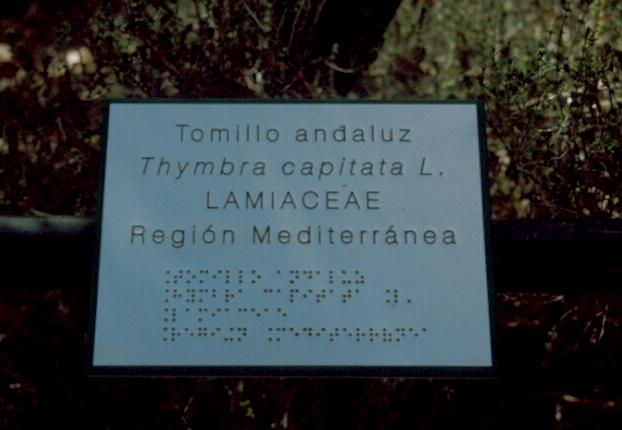 Tomillo andaluz
Thymbra capitata L.
LAMIACEAE
Región Mediterránea